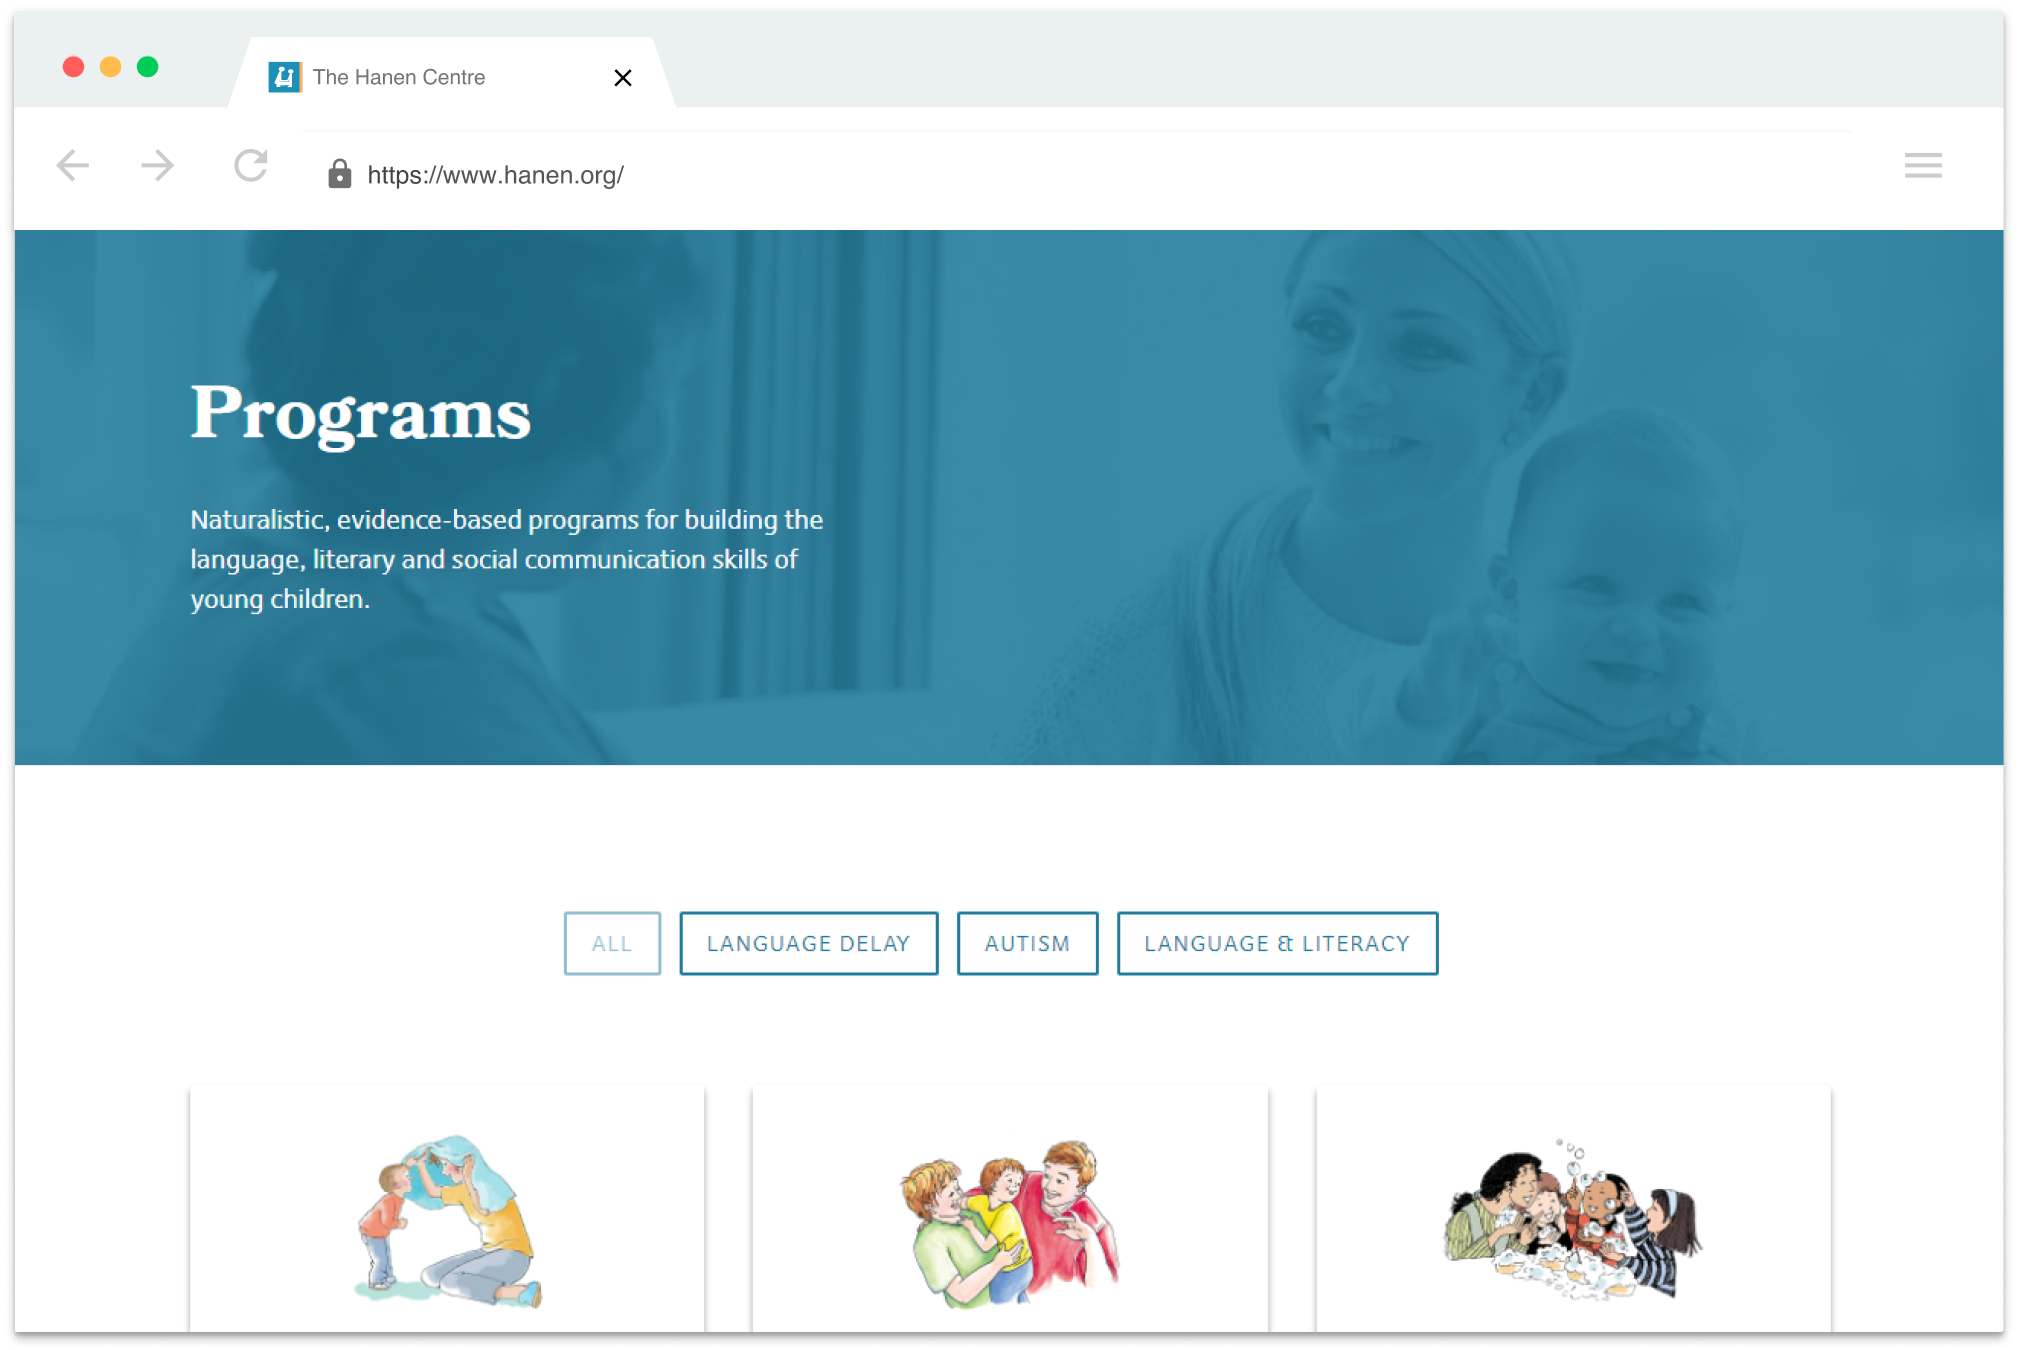 The Hanen Centre
https://www.hanen.org/
Programs
Naturalistic, evidence-based programs for building the
language, literary and social communication skills of
young children.
ALL
LANGUAGE DELAY
AUTISM
LANGUAGE & LITERACY